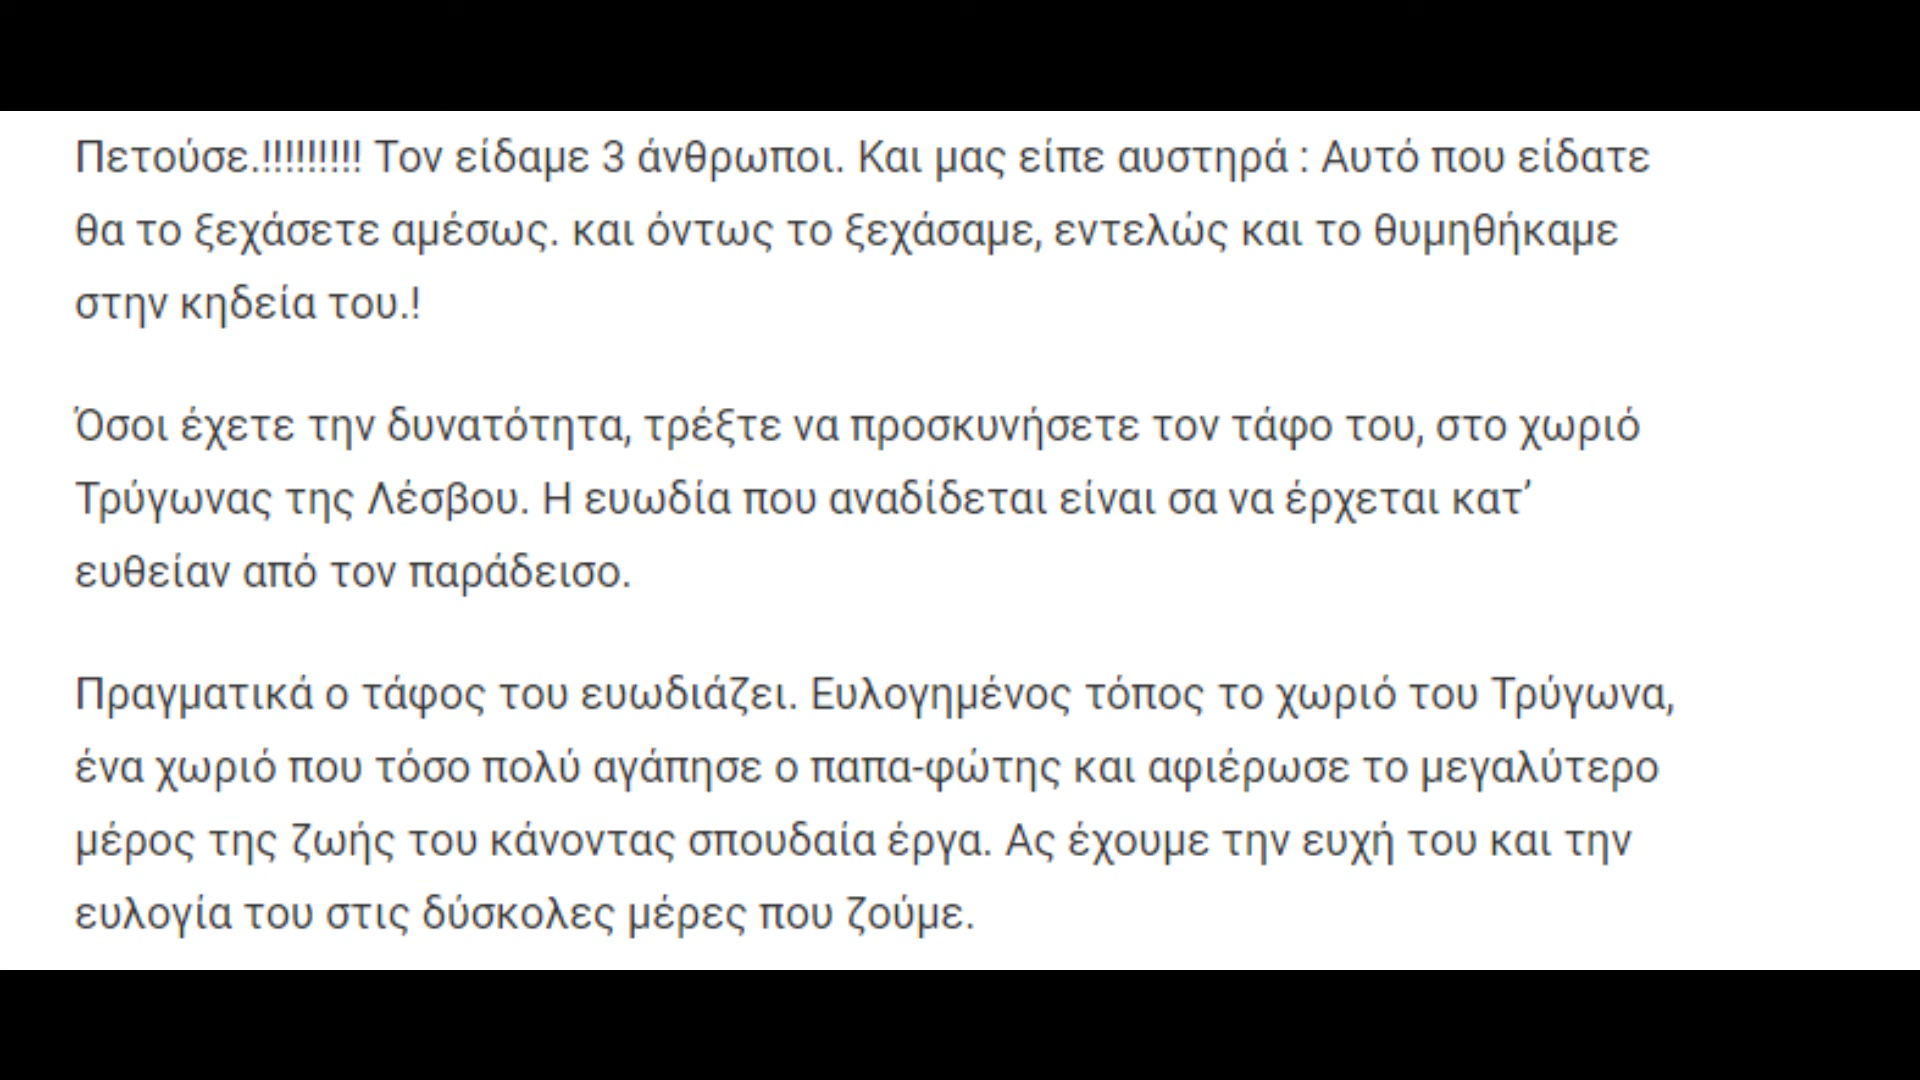 Πετούσε.!!!!!!!!! Τον είδαμε 3 άνθρωποι. Και μας είπε αυστηρά : Αυτό που είδατε
θα το ξεχάσετε αμέσως. και όντως το ξεχάσαμε, εντελώς και το θυμηθήκαμε
στην κηδεία του.!
Όσοι έχετε την δυνατότητα, τρέξτε να προσκυνήσετε τον τάφο του, στο χωριό
Τρύγωνας της Λέσβου. Η ευωδία που αναδίδεται είναι σα να έρχεται κατ’
ευθείαν από τον παράδεισο.
Πραγματικά ο τάφος του ευωδιάζει. Ευλογημένος τόπος το χωριό του Τρύγωνα,
ένα χωριό που τόσο πολύ αγάπησε ο παπα-φώτης και αφιέρωσε το μεγαλύτερο
μέρος της ζωής του κάνοντας σπουδαία έργα. Ας έχουμε την ευχή του και την
ευλογία του στις δύσκολες μέρες που ζούμε.